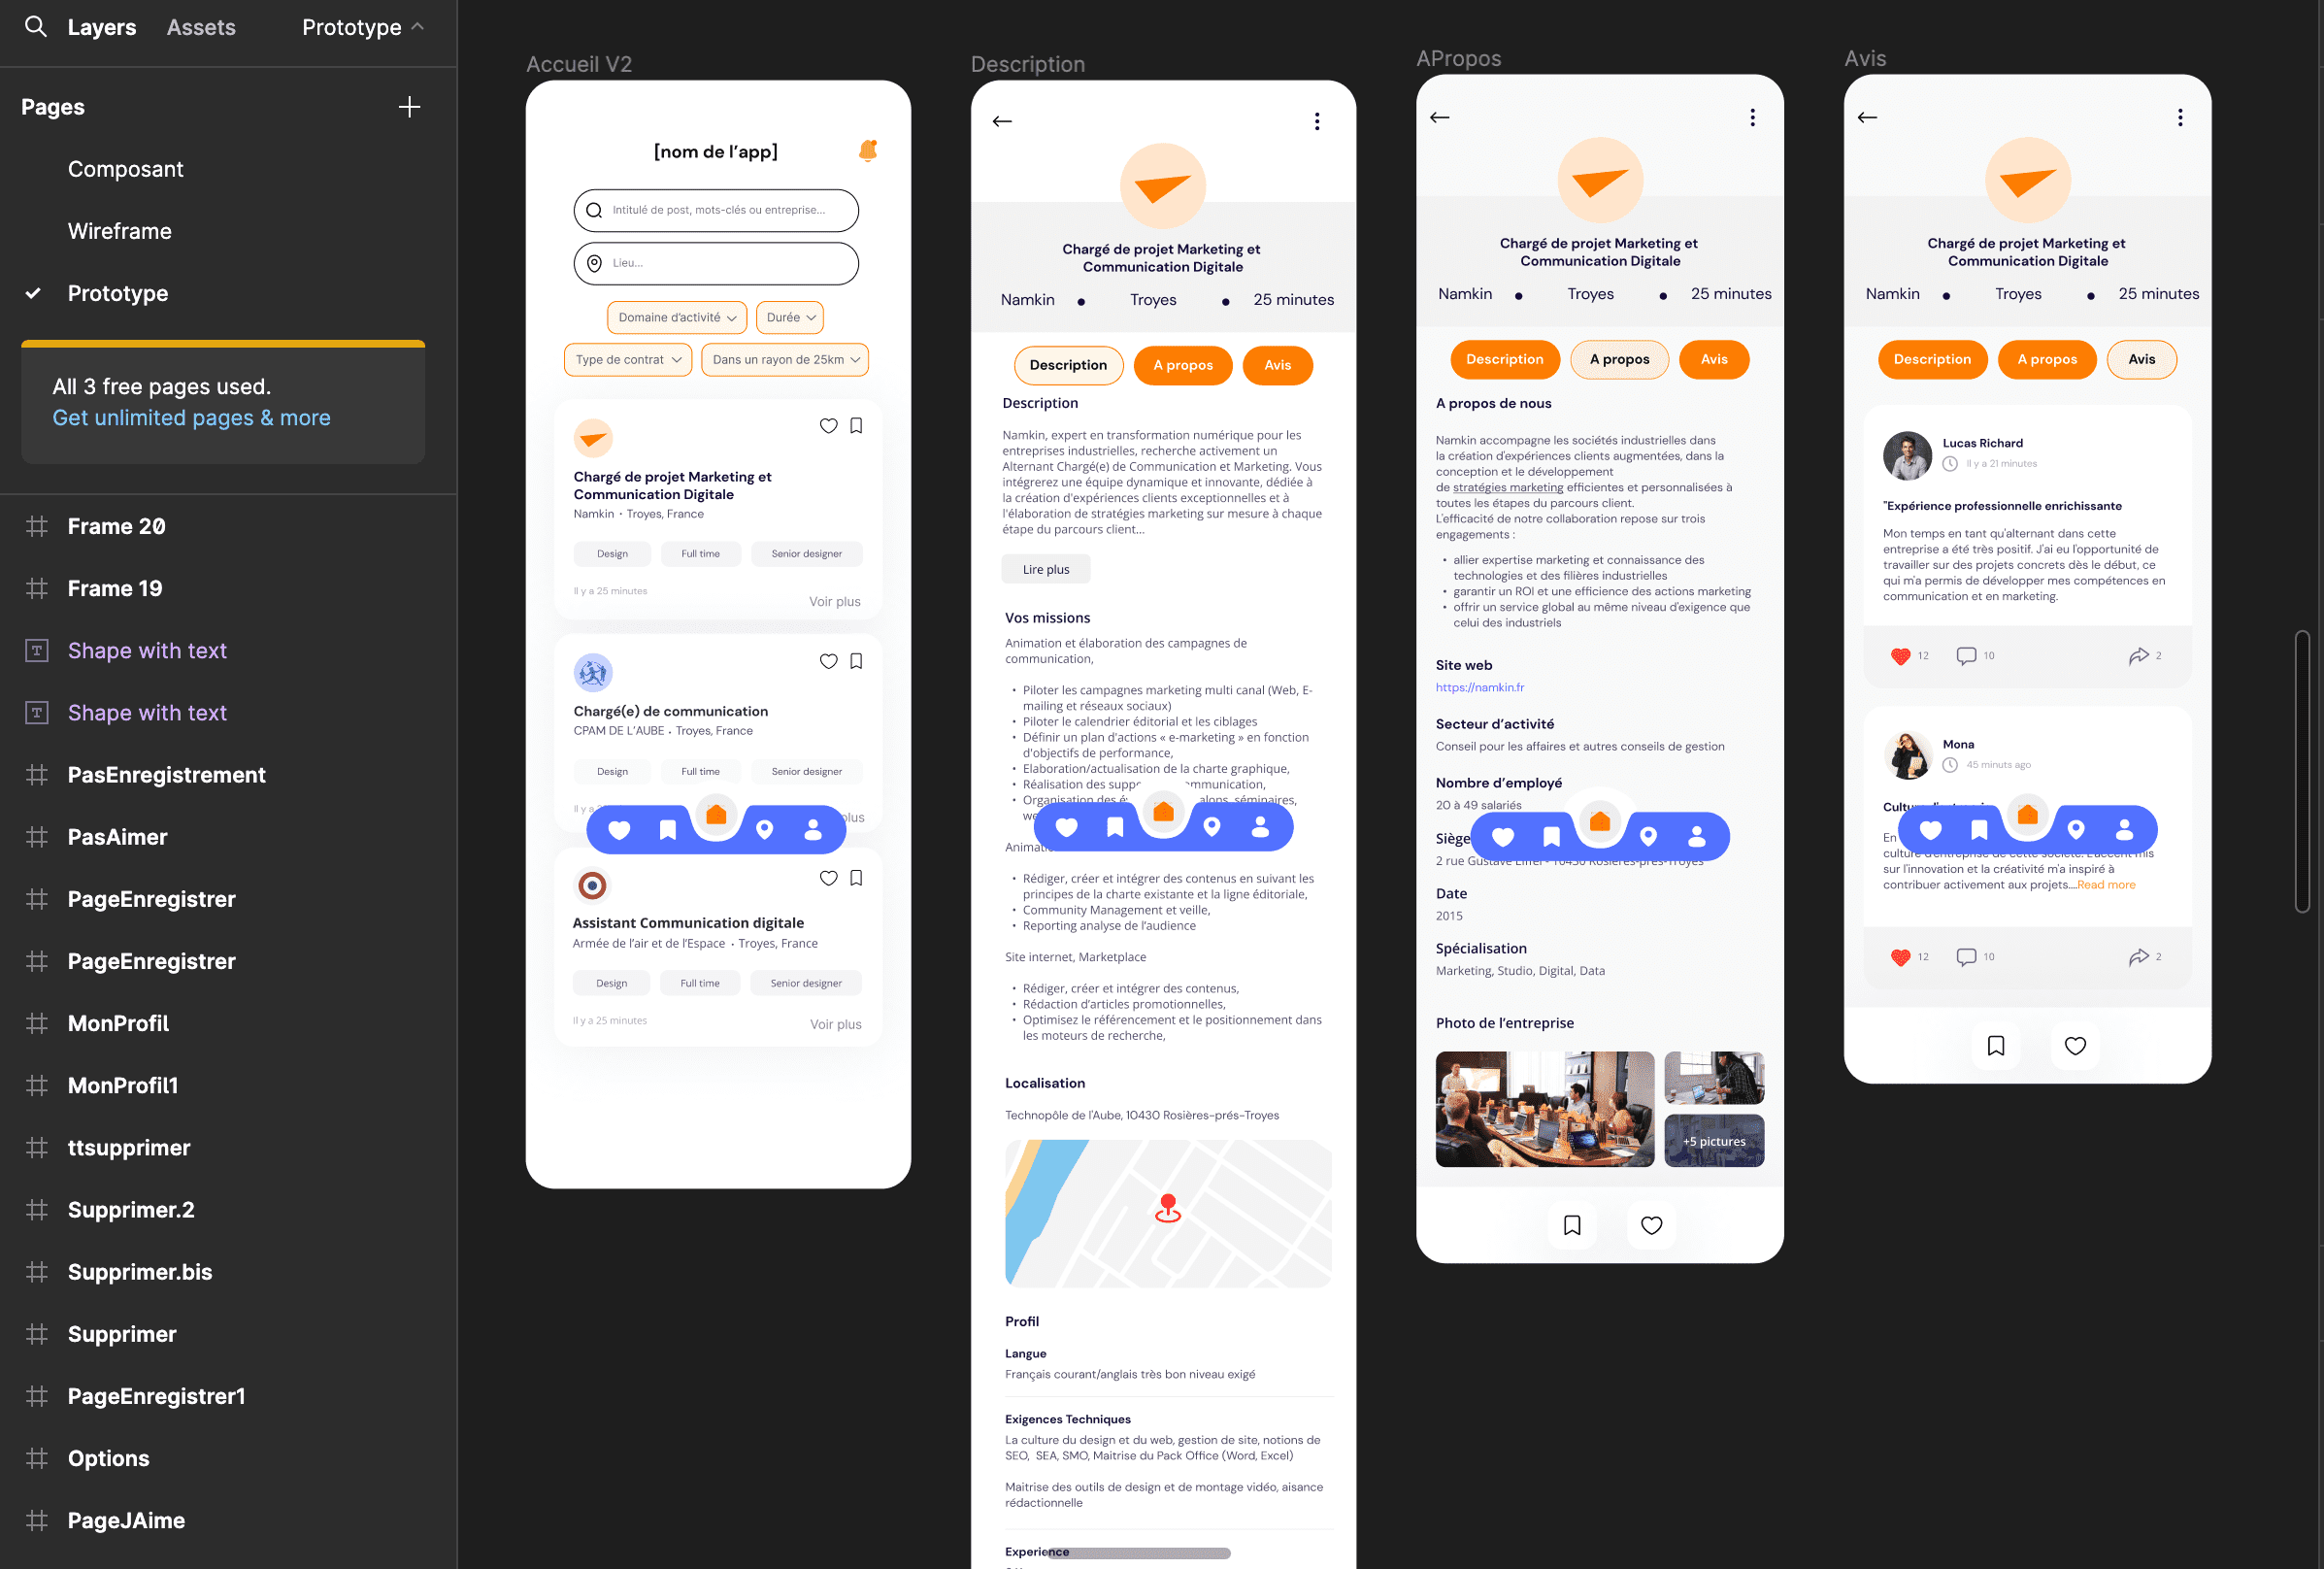 Layers
Assets
Prototype
Pages
Composant
Wireframe
Prototype
All 3 free pages used.
Get unlimited pages & more
Frame 20
Frame 19
Shape with text
Shape with text
PasEnregistrement
PasAimer
PageEnregistrer
PageEnregistrer
MonProfil
MonProfil1
ttsupprimer
Supprimer.2
Supprimer.bis
Supprimer
PageEnregistrer1
Options
PageJAime
Accueil V2
[nom de l'app]
Intitulé de post, mots-clés ou entreprise...
Lieu...
Domaine d'activité
Durée
Type de contrat
Dans un rayon de 25km
Chargé de projet Marketing et
Communication Digitale
Namkin • Troyes, France
Design
Full time
Senior designer
Il y a 25 minutes
Voir plus
Chargé(e) de communication
CPAM DE L'AUBE • Troyes, France
Design
Full time
Senior designer
Il y a
plus
Assistant Communication digitale
Armée de l'air et de l'Espace • Troyes, France
Design
Full time
Senior designer
Il y a 25 minutes
Voir plus
Description
Chargé de projet Marketing et
Communication Digitale
Namkin • Troyes • 25 minutes
Description
A propos
Avis
Description
Namkin, expert en transformation numérique pour les
entreprises industrielles, recherche activement un
Alternant Chargé(e) de Communication et Marketing. Vous
intégrerez une équipe dynamique et innovante, dédiée à
la création d'expériences clients exceptionnelles et à
l'élaboration de stratégies marketing sur mesure à chaque
étape du parcours client...
Lire plus
Vos missions
Animation et élaboration des campagnes de
communication,
• Piloter les campagnes marketing multi canal (Web, E-
mailing et réseaux sociaux)
• Piloter le calendrier éditorial et les ciblages
• Définir un plan d'actions « e-marketing » en fonction
d'objectifs de performance,
• Elaboration/actualisation de la charte graphique,
• Réalisation des supp mmunication,
• Organisation des é alons, séminaires,
we
Animat
• Rédiger, créer et intégrer des contenus en suivant les
principes de la charte existante et la ligne éditoriale,
• Community Management et veille,
• Reporting analyse de l'audience
Site internet, Marketplace
• Rédiger, créer et intégrer des contenus,
• Rédaction d'articles promotionnelles,
• Optimisez le référencement et le positionnement dans
les moteurs de recherche,
Localisation
Technopôle de l'Aube, 10430 Rosières-prés-Troyes
Profil
Langue
Français courant/anglais très bon niveau exigé
Exigences Techniques
La culture du design et du web, gestion de site, notions de
SEO, SEA, SMO, Maitrise du Pack Office (Word, Excel)
Maitrise des outils de design et de montage vidéo, aisance
rédactionnelle
Experience
APropos
Chargé de projet Marketing et
Communication Digitale
Namkin • Troyes • 25 minutes
Description
A propos
Avis
A propos de nous
Namkin accompagne les sociétés industrielles dans
la création d'expériences clients augmentées, dans la
conception et le développement
de stratégies marketing efficientes et personnalisées à
toutes les étapes du parcours client.
L'efficacité de notre collaboration repose sur trois
engagements :
• allier expertise marketing et connaissance des
technologies et des filières industrielles
• garantir un ROI et une efficience des actions marketing
• offrir un service global au même niveau d'exigence que
celui des industriels
Site web
https://namkin.fr
Secteur d'activité
Conseil pour les affaires et autres conseils de gestion
Nombre d'employé
20 à 49 salariés
Siège
2 rue Gustave Eiffel - 10430 Rosières-prés-Troyes
Date
2015
Spécialisation
Marketing, Studio, Digital, Data
Photo de l'entreprise
+5 pictures
Avis
Chargé de projet Marketing et
Communication Digitale
Namkin • Troyes • 25 minutes
Description
A propos
Avis
Lucas Richard
Il y a 21 minutes
"Expérience professionnelle enrichissante
Mon temps en tant qu'alternant dans cette
entreprise a été très positif. J'ai eu l'opportunité de
travailler sur des projets concrets dès le début, ce
qui m'a permis de développer mes compétences en
communication et en marketing.
12
10
2
Mona
45 minuts ago
Cultu
En
culture d'entreprise de cette société. L'accent mis
sur l'innovation et la créativité m'a inspiré à
contribuer activement aux projets....Read more
12
10
2